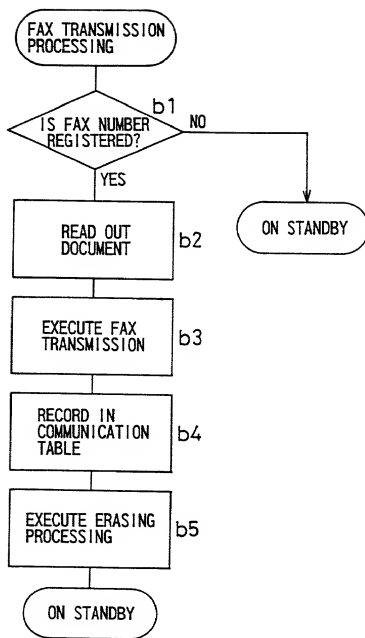 FAX TRANSMISSION
PROCESSING
b1
IS FAX NUMBER
REGISTERED?
NO
YES
READ OUT
DOCUMENT
b2
ON STANDBY
EXECUTE FAX
TRANSMISSION
b3
RECORD IN
COMMUNICATION
TABLE
b4
EXECUTE ERASING
PROCESSING
b5
ON STANDBY